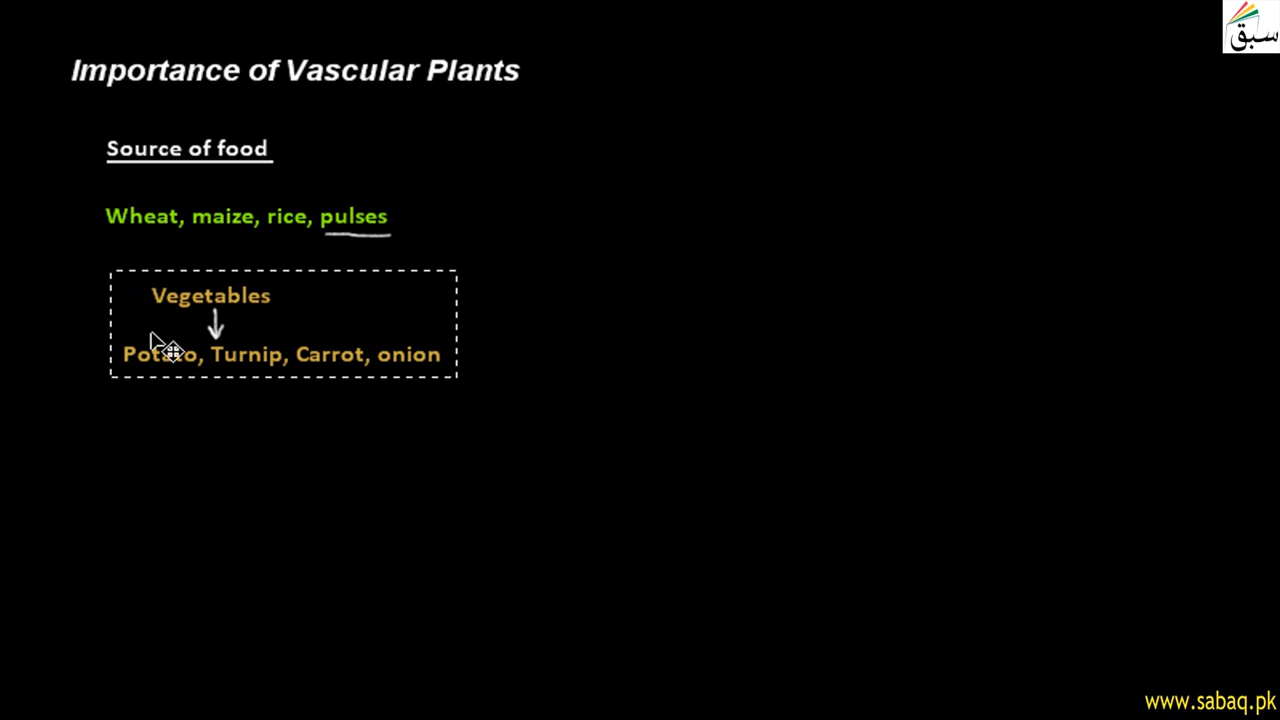 سبق
Importance of Vascular Plants
Source of food
Wheat, maize, rice, pulses
Vegetables
Potato, Turnip, Carrot, onion
www.sabaq.pk